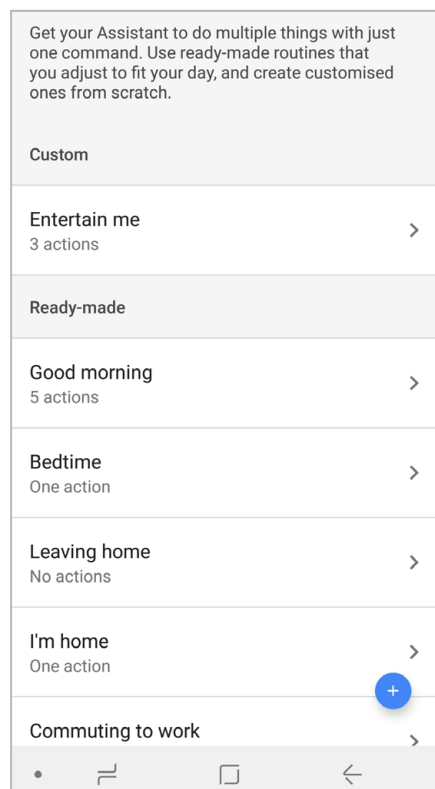 Get your Assistant to do multiple things with just
one command. Use ready-made routines that
you adjust to fit your day, and create customised
ones from scratch.
Custom
Entertain me
3 actions
Ready-made
Good morning
5 actions
Bedtime
One action
Leaving home
No actions
I'm home
One action
Commuting to work